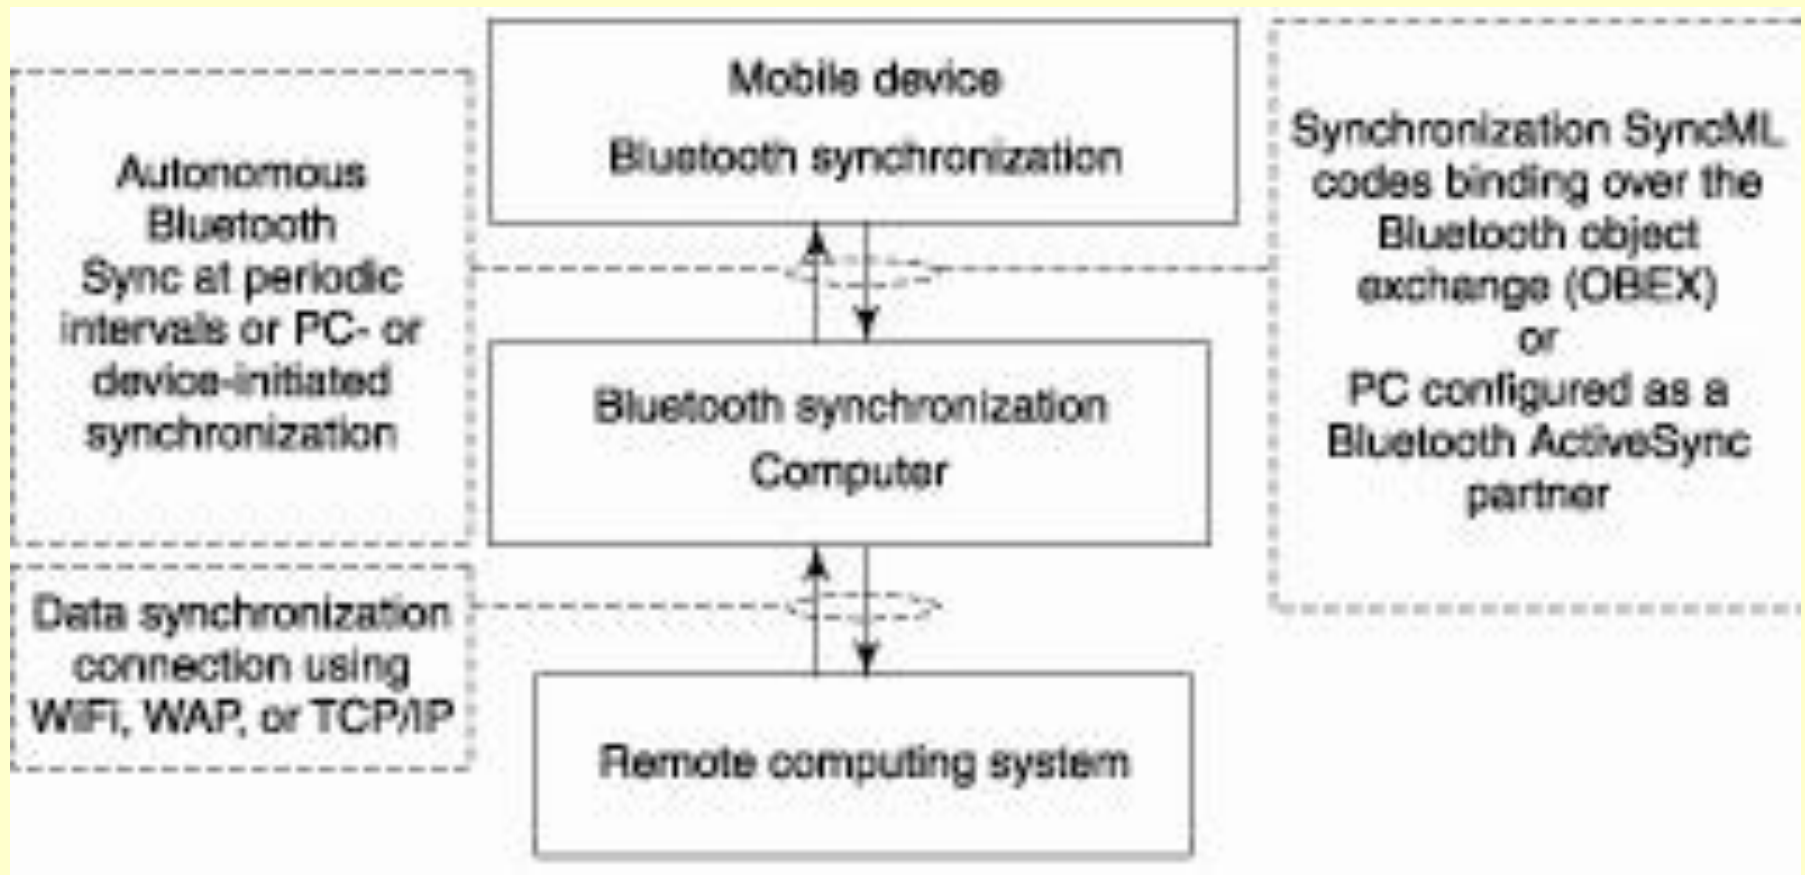 Mobile device
Bluetooth synchronization
Autonomous
Bluetooth
Sync at periodic
intervals or PC- or
device-initiated
synchronization
Synchronization SyncML
codes binding over the
Bluetooth object
exchange (OBEX)
or
PC configured as a
Bluetooth ActiveSync
partner
Bluetooth synchronization
Computer
Data synchronization
connection using
WiFi, WAP, or TCP/IP
Remote computing system